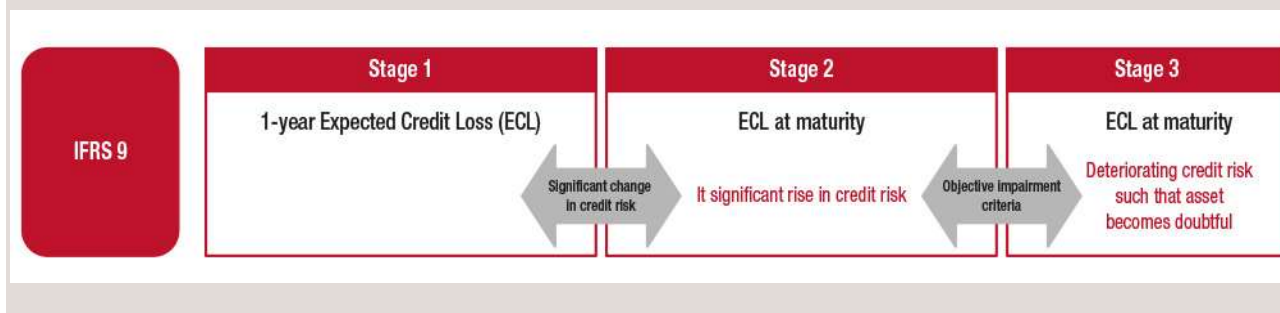 IFRS 9
Stage 1
1-year Expected Credit Loss (ECL)
Significant change
in credit risk
Stage 2
ECL at maturity
It significant rise in credit risk
Objective impairment
criteria
Stage 3
ECL at maturity
Deteriorating credit risk
such that asset
becomes doubtful